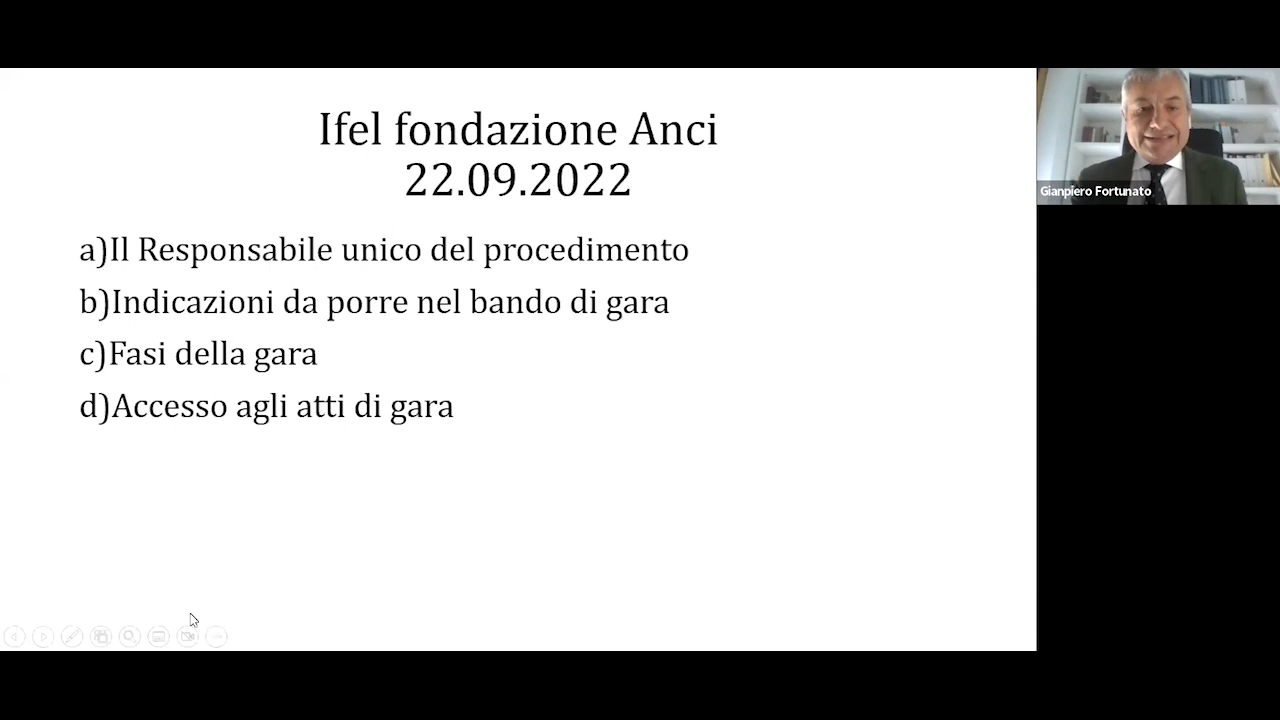 Ifel fondazione Anci
22.09.2022
a)Il Responsabile unico del procedimento
b)Indicazioni da porre nel bando di gara
c)Fasi della gara
d)Accesso agli atti di gara
Gianpiero Fortunato